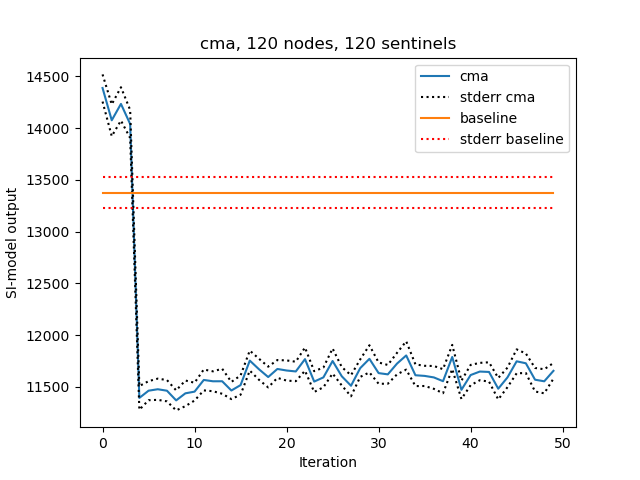 cma, 120 nodes, 120 sentinels
14500
14000
13500
13000
12500
12000
11500
SI-model output
cma
stderr cma
baseline
stderr baseline
0
10
20
30
40
50
Iteration